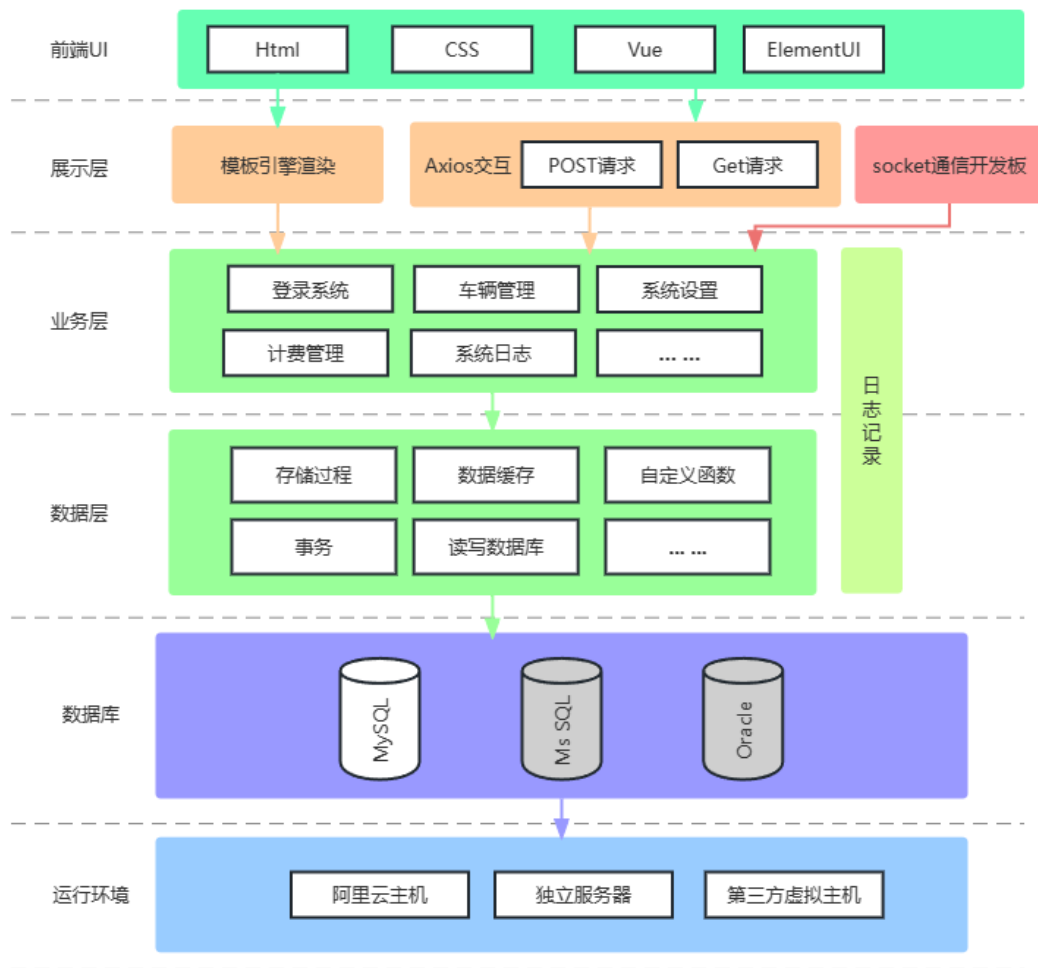 前端UI
Html
CSS
Vue
ElementUI
展示层
模板引擎渲染
Axios交互
POST请求
Get请求
socket通信开发板
业务层
登录系统
车辆管理
系统设置
计费管理
系统日志
... ...
日志记录
数据层
存储过程
数据缓存
自定义函数
事务
读写数据库
... ...
数据库
MySQL
Ms SQL
Oracle
运行环境
阿里云主机
独立服务器
第三方虚拟主机